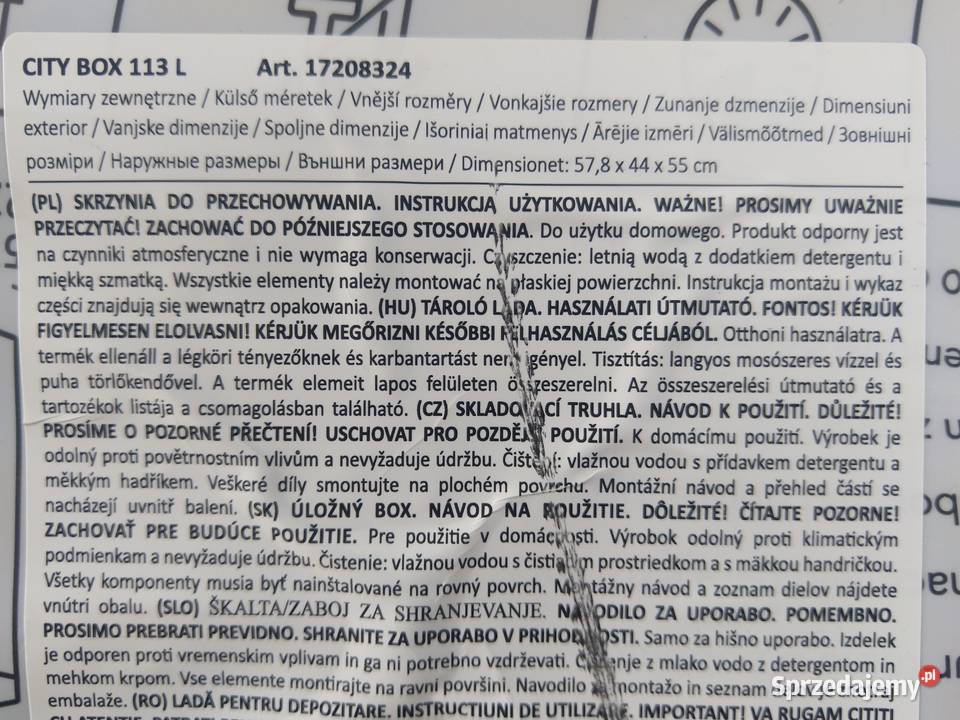 CITY BOX 113 L Art. 17208324
Wymiary zewnętrzne / Külső méretek / Vnější rozměry / Vonkajšie rozmery / Zunanje dzmenzije / Dimensiuni
exterior / Vanjske dimenzije / Spoljne dimenzije / Išoriniai matmenys / Ārējie izmēri / Välismõõtmed / Зовнішні
розміри / Наружные размеры / Външни размери / Dimensionet: 57,8 x 44 x 55 cm
(PL) SKRZYNIA DO PRZECHOWYWANIA. INSTRUKCJA UŻYTKOWANIA. WAŻNE! PROSIMY UWAŻNIE
PRZECZYTAĆ! ZACHOWAĆ DO PÓŹNIEJSZEGO STOSOWANIA. Do użytku domowego. Produkt odporny jest
na czynniki atmosferyczne i nie wymaga konserwacji. Czyszczenie: letnią wodą z dodatkiem detergentu i
miękką szmatką. Wszystkie elementy należy montować na płaskiej powierzchni. Instrukcja montażu i wykaz
części znajdują się wewnątrz opakowania. (HU) TÁROLÓ LÁDA. HASZNÁLATI ÚTMUTATÓ. FONTOS! KÉRJÜK
FIGYELMESEN ELOLVASNI! KÉRJÜK MEGŐRIZNI KÉSŐBBI FELHASZNÁLÁS CÉLJÁBÓL. Otthoni használatra. A
termék ellenáll a légköri tényezőknek és karbantartást nem igényel. Tisztítás: langyos mosószeres vízzel és
puha törlőkendővel. A termék elemeit lapos felületen összeszerelni. Az összeszerelési útmutató és a
tartozékok listája a csomagolásban található. (CZ) SKLADOVACÍ TRUHLA. NÁVOD K POUŽITÍ. DŮLEŽITÉ!
PROSÍME O POZORNÉ PŘEČTENÍ! USCHOVAT PRO POZDĚJŠÍ POUŽITÍ. K domácímu použití. Výrobek je
odolný proti povětrnostním vlivům a nevyžaduje údržbu. Čištění: vlažnou vodou s přídavkem detergentu a
měkkým hadříkem. Veškeré díly smontujte na plochém povrchu. Montážní návod a přehled částí se
nacházejí uvnitř balení. (SK) ÚLOŽNÝ BOX. NÁVOD NA POUŽITIE. DÔLEŽITÉ! ČÍTAJTE POZORNE!
ZACHOVAŤ PRE BUDÚCE POUŽITIE. Pre použitie v domácnosti. Výrobok odolný proti klimatickým
podmienkam a nevyžaduje údržbu. Čistenie: vlažnou vodou s čistiacim prostriedkom a s mäkkou handričkou.
Všetky komponenty musia byť nainštalované na rovný povrch. Montážny návod a zoznam dielov nájdete
vnútri obalu. (SLO) ŠKALTA/ZABOJ ZA SHRANJEVANJE. NAVODILO ZA UPORABO. POMEMBNO.
PROSIMO PREBRATI PREVIDNO. SHRANITE ZA UPORABO V PRIHODNOSTI. Samo za hišno uporabo. Izdelek
je odporen proti vremenskim vplivam in ga ni potrebno vzdrževati. Čiščenje z mlako vodo z detergentom in
mehkom krpom. Vse elemente montirajte na ravni površini. Navodilo za montažo in seznam
embalaže. (RO) LADĂ PENTRU DEPOZITARE. INSTRUCȚIUNI DE UTILIZARE. IMPORTANT! VĂ RUGĂM CITIȚI
Sprzedajemy.pl